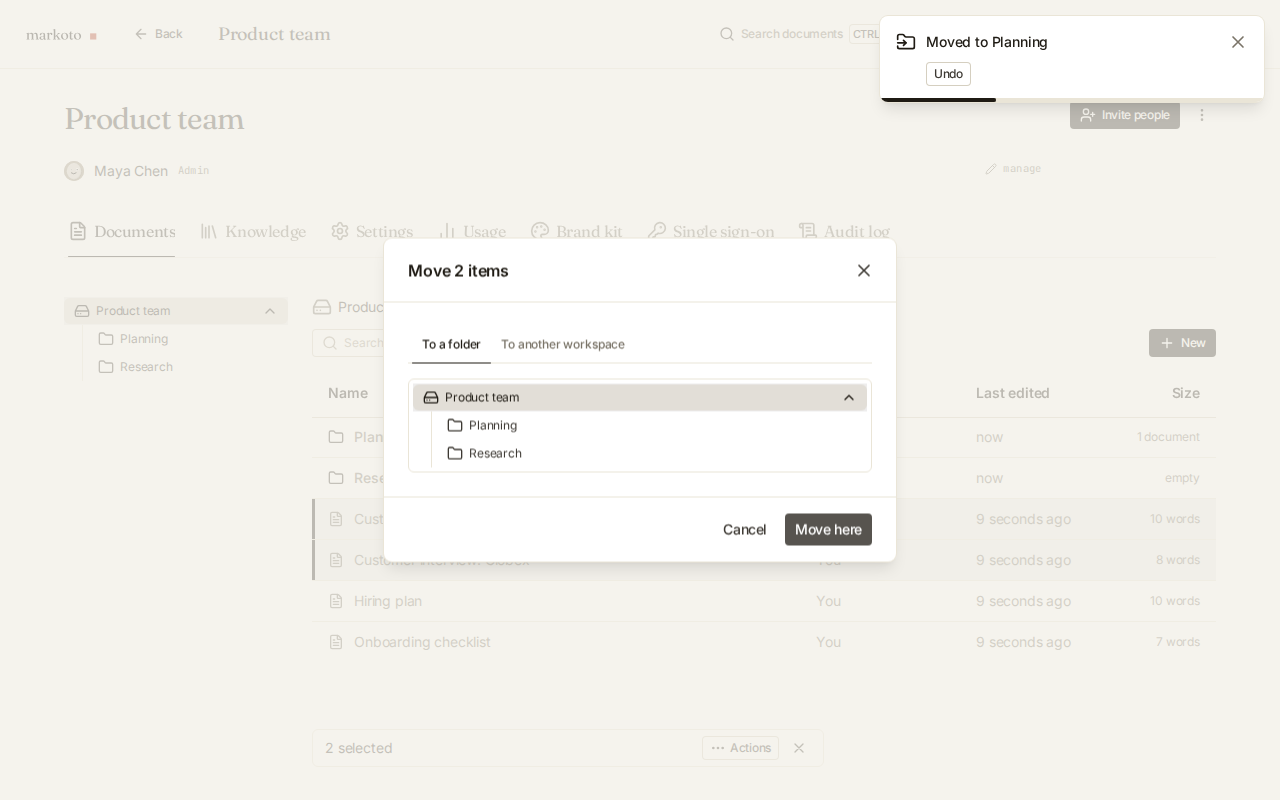 markoto
Back
Product team
Search documents
CTRL
Moved to Planning
Undo
Product team
Invite people
Maya Chen
Admin
manage
Documents
Knowledge
Settings
Usage
Brand kit
Single sign-on
Audit log
Move 2 items
To a folder
To another workspace
Product team
Planning
Research
Cancel
Move here
Product team
Planning
Research
Search
New
Name
Last edited
Size
now
1 document
now
empty
9 seconds ago
10 words
8 words
9 seconds ago
Hiring plan
You
9 seconds ago
10 words
Onboarding checklist
You
9 seconds ago
7 words
2 selected
Actions